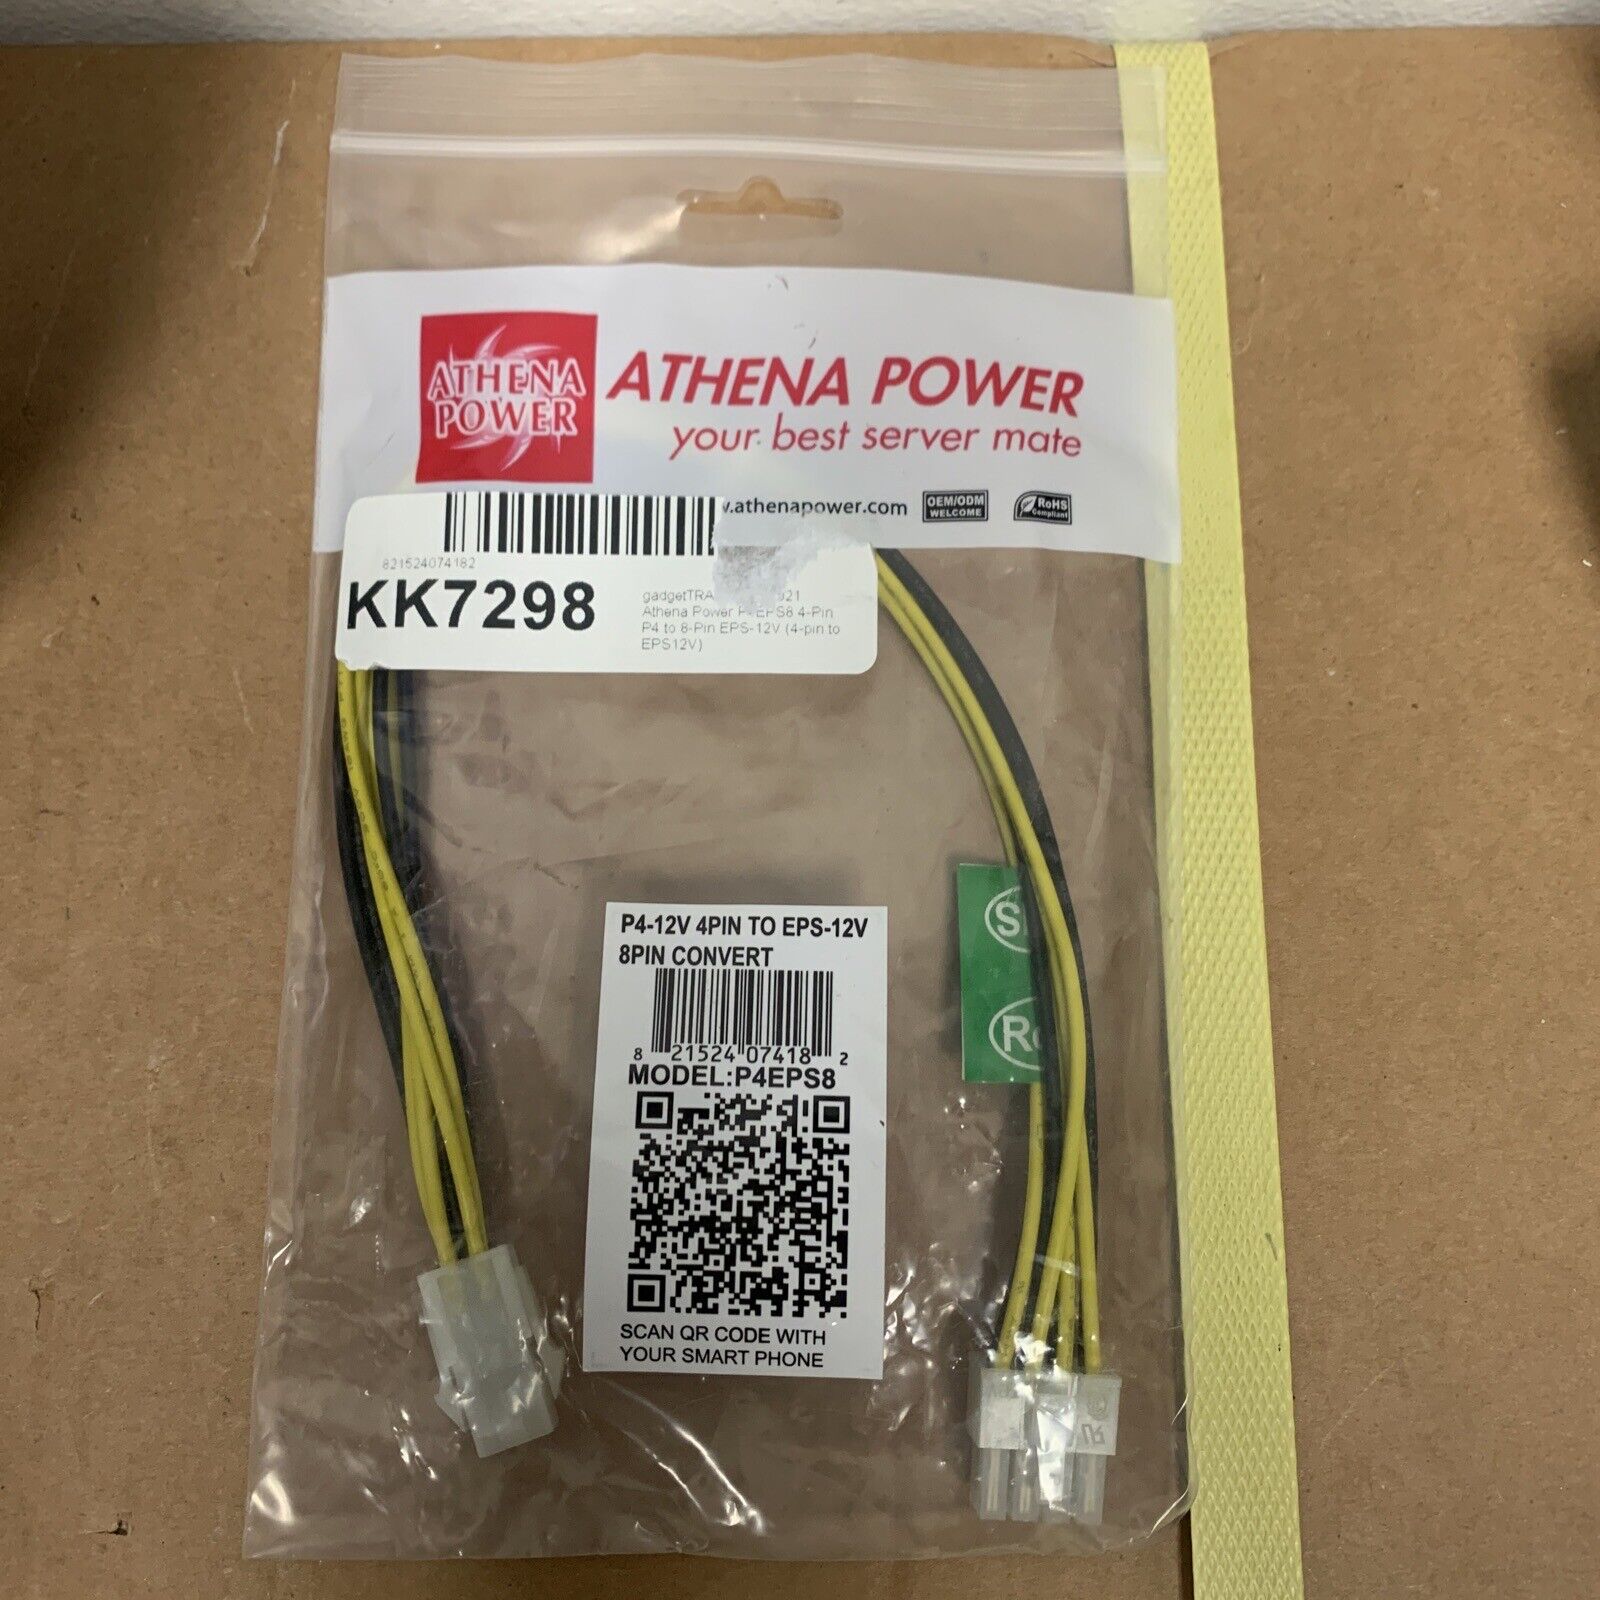 ATHENA
POWER
ATHENA POWER
your best server mate
.athenapower.com
OEM/ODM
WELCOME
RoHS
Compliant
821524074182
KK7298
gadgetTRA 021
Athena Power EPS8 4-Pin
P4 to 8-Pin EPS-12V (4-pin to
EPS12V)
P4-12V 4PIN TO EPS-12V
8PIN CONVERT
8 21524 07418 2
MODEL:P4EPS8
SCAN QR CODE WITH
YOUR SMART PHONE